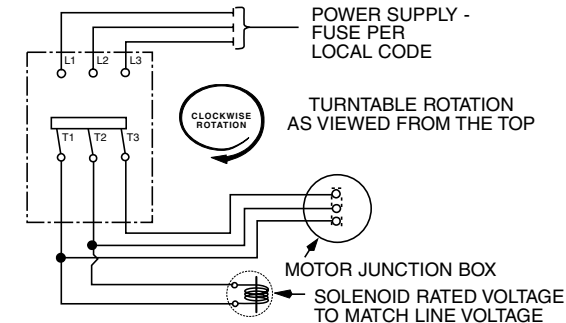 POWER SUPPLY -
FUSE PER
LOCAL CODE
L1 L2 L3
CLOCKWISE
ROTATION
TURNTABLE ROTATION
AS VIEWED FROM THE TOP
T1 T2 T3
MOTOR JUNCTION BOX
SOLENOID RATED VOLTAGE
TO MATCH LINE VOLTAGE